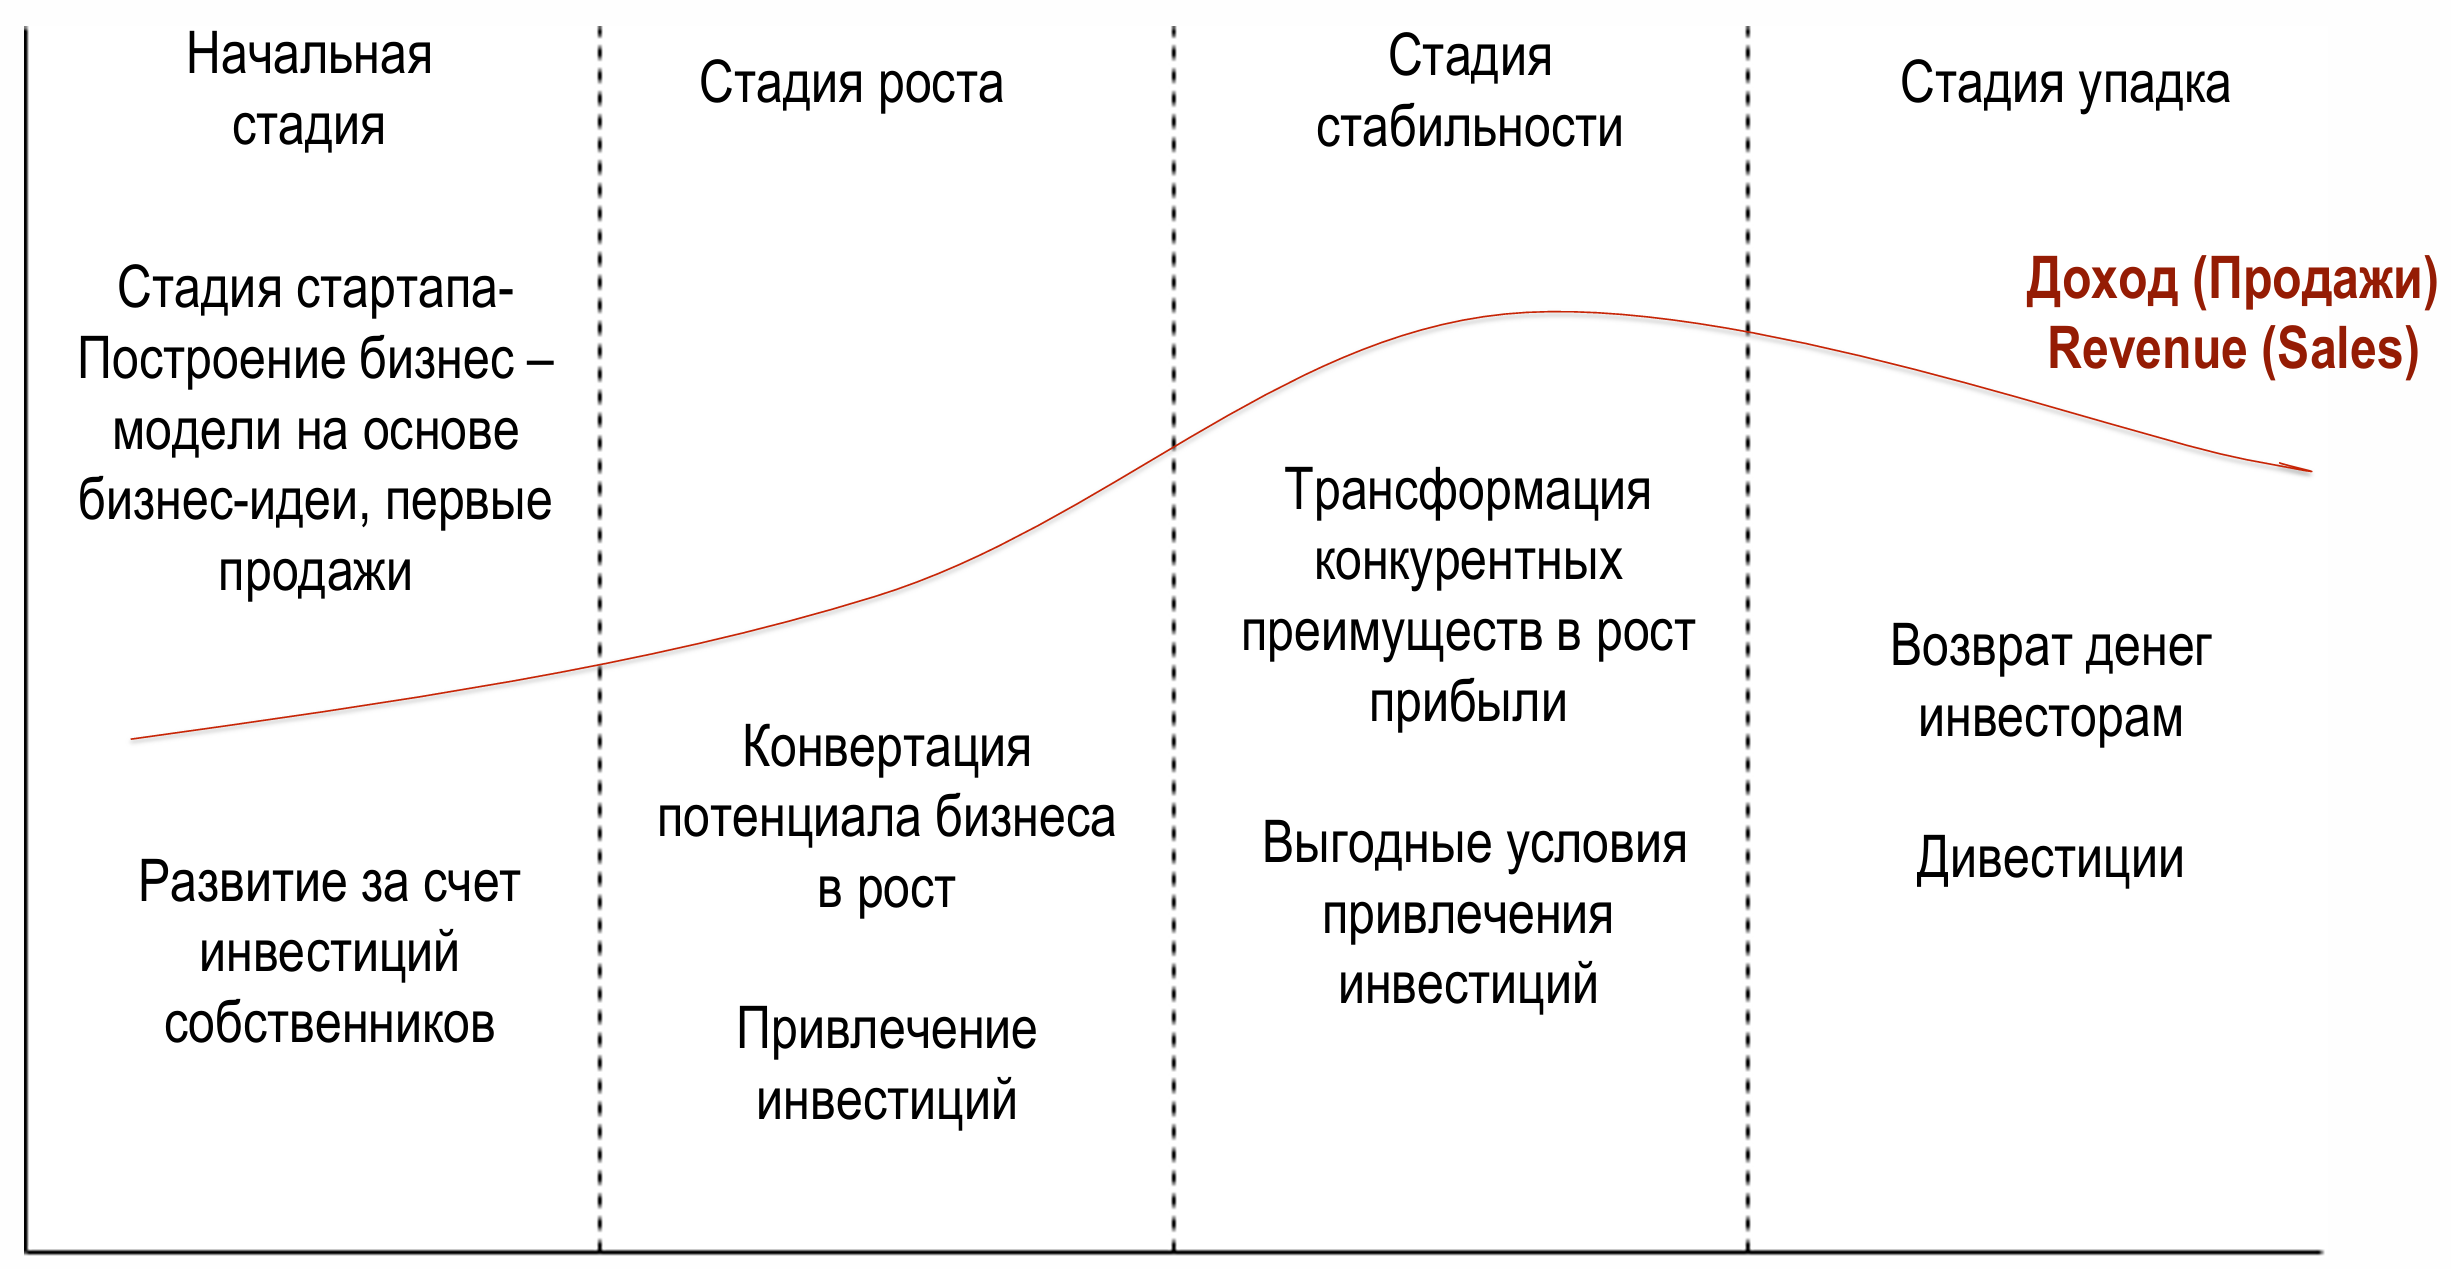 Начальная
стадия
Стадия стартапа-
Построение бизнес –
модели на основе
бизнес-идеи, первые
продажи
Развитие за счет
инвестиций
собственников
Стадия роста
Конвертация
потенциала бизнеса
в рост
Привлечение
инвестиций
Стадия
стабильности
Трансформация
конкурентных
преимуществ в рост
прибыли
Выгодные условия
привлечения
инвестиций
Стадия упадка
Доход (Продажи)
Revenue (Sales)
Возврат денег
инвесторам
Дивестиции